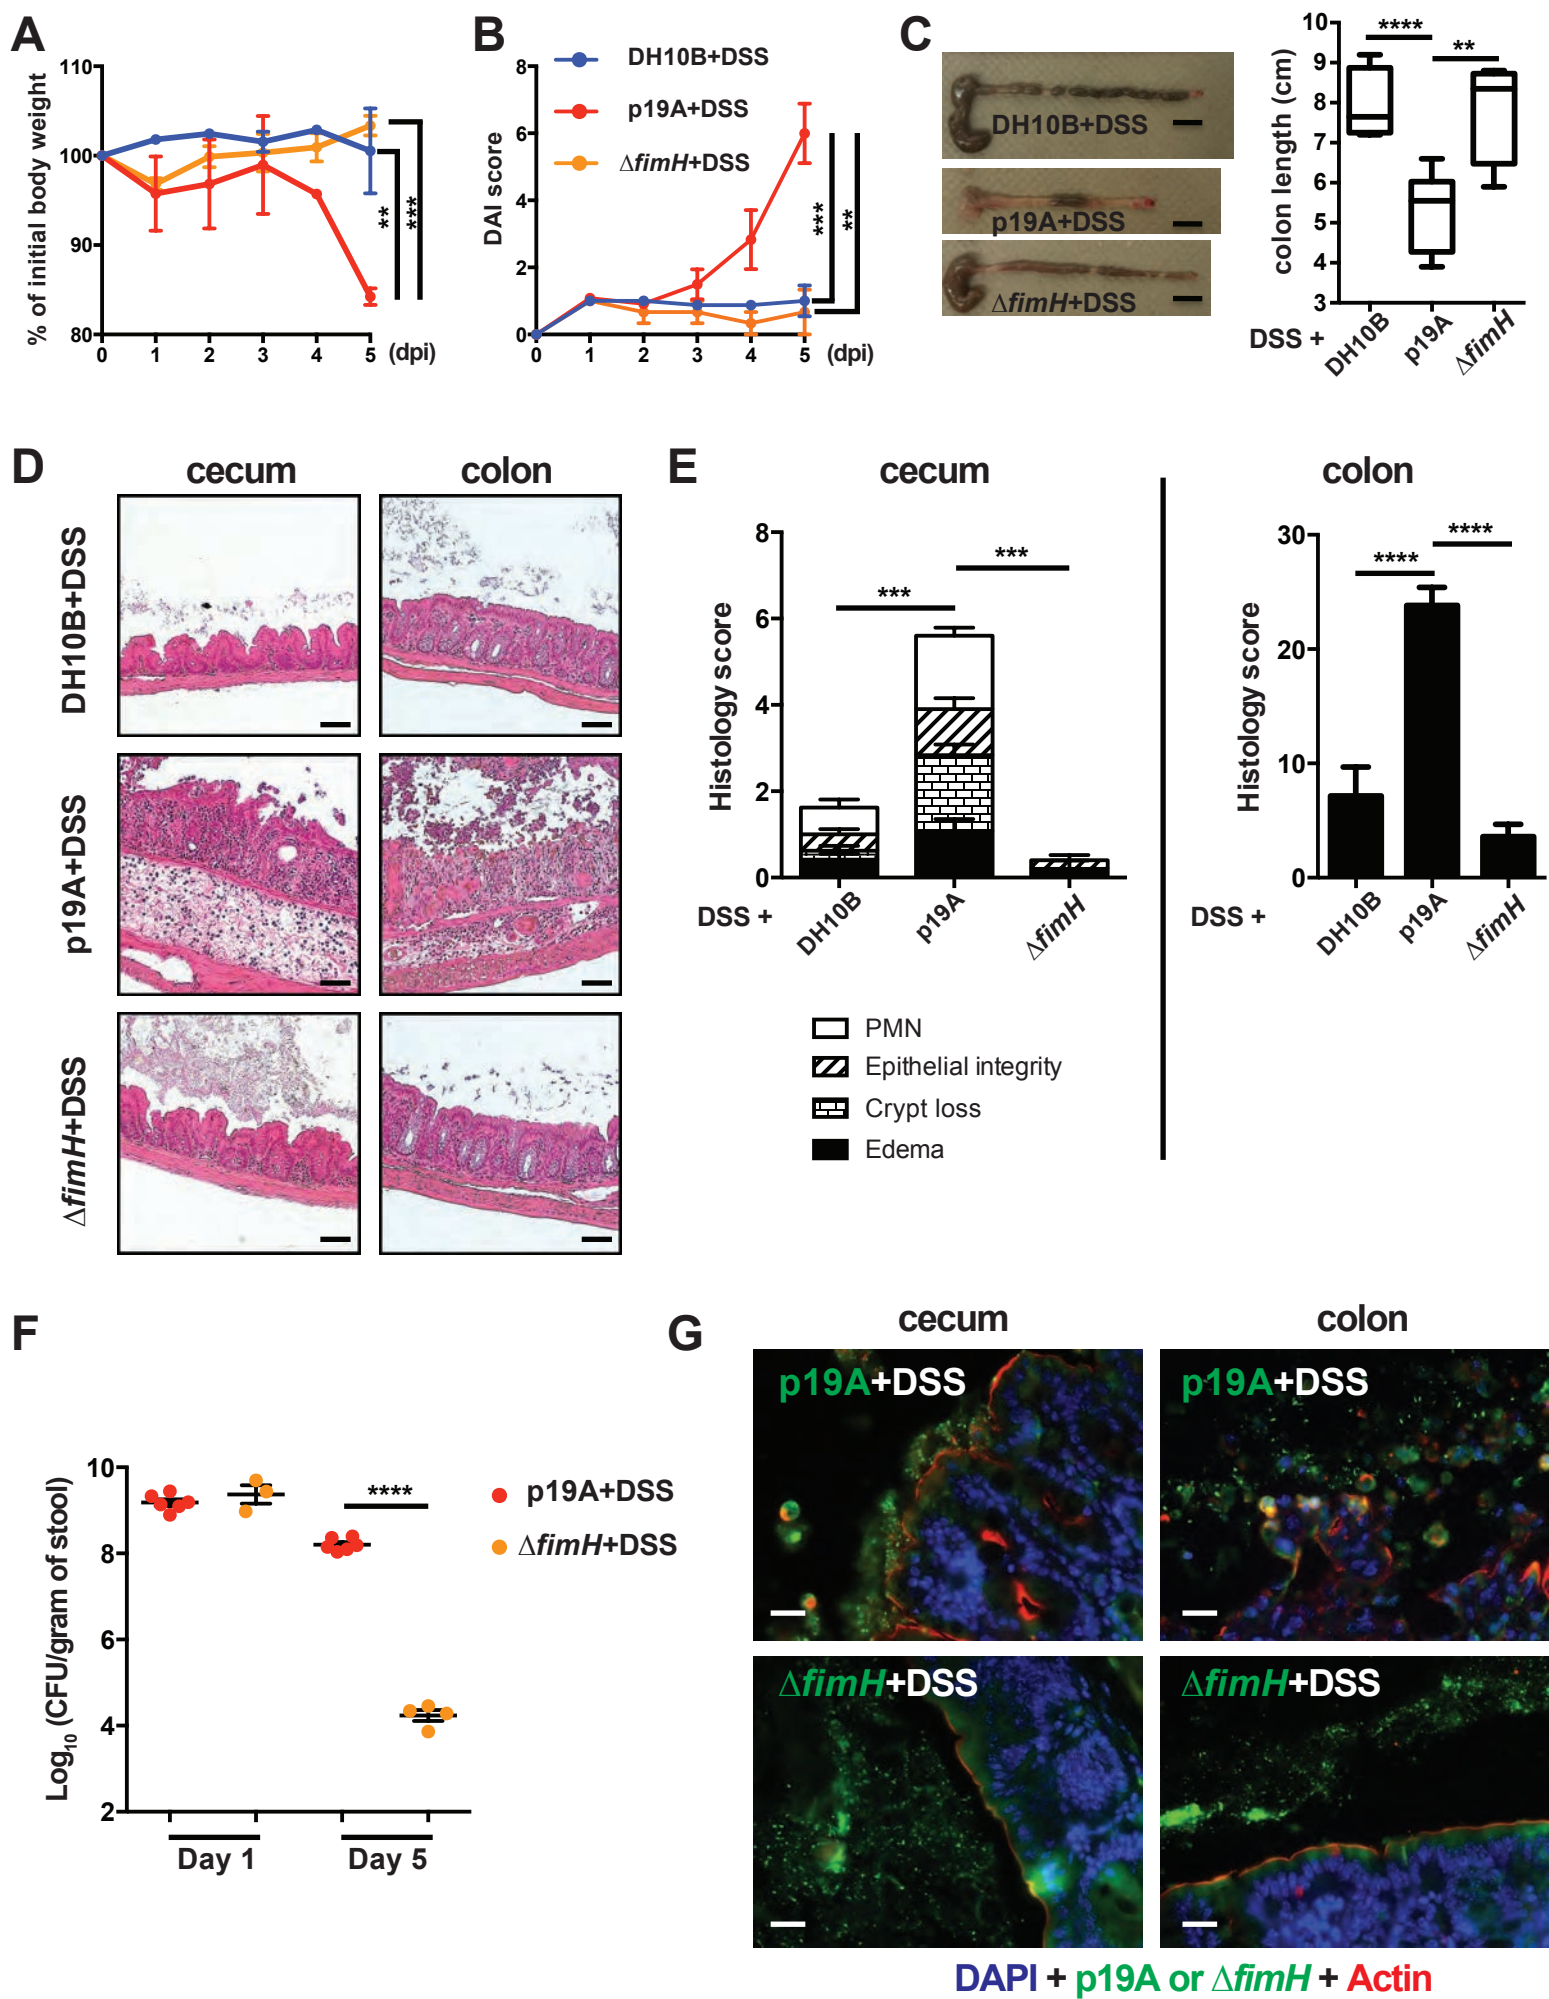 A
110
100
90
80
% of initial body weight
0 1 2 3 4 5 (dpi)
**
***
B
8
6
4
2
0
DAI score
0 1 2 3 4 5 (dpi)
DH10B+DSS
p19A+DSS
ΔfimH+DSS
***
**
C
DH10B+DSS
p19A+DSS
ΔfimH+DSS
10
9
8
7
6
5
4
3
colon length (cm)
****
**
DSS +
DH10B
p19A
ΔfimH
D
cecum
colon
DH10B+DSS
p19A+DSS
ΔfimH+DSS
E
cecum
8
6
4
2
0
Histology score
***
***
DSS +
DH10B
p19A
ΔfimH
PMN
Epithelial integrity
Crypt loss
Edema
colon
30
20
10
0
Histology score
****
****
DSS +
DH10B
p19A
ΔfimH
F
10
8
6
4
2
Log10 (CFU/gram of stool)
****
Day 1
Day 5
p19A+DSS
ΔfimH+DSS
G
cecum
colon
p19A+DSS
p19A+DSS
ΔfimH+DSS
ΔfimH+DSS
DAPI + p19A or ΔfimH + Actin